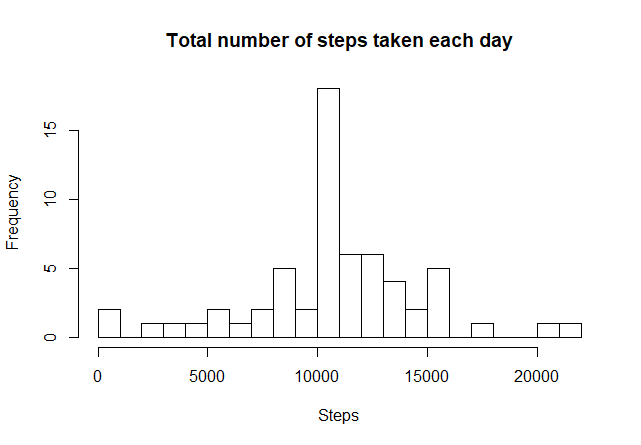 Total number of steps taken each day
Frequency
15
10
5
0
0 5000 10000 15000 20000
Steps